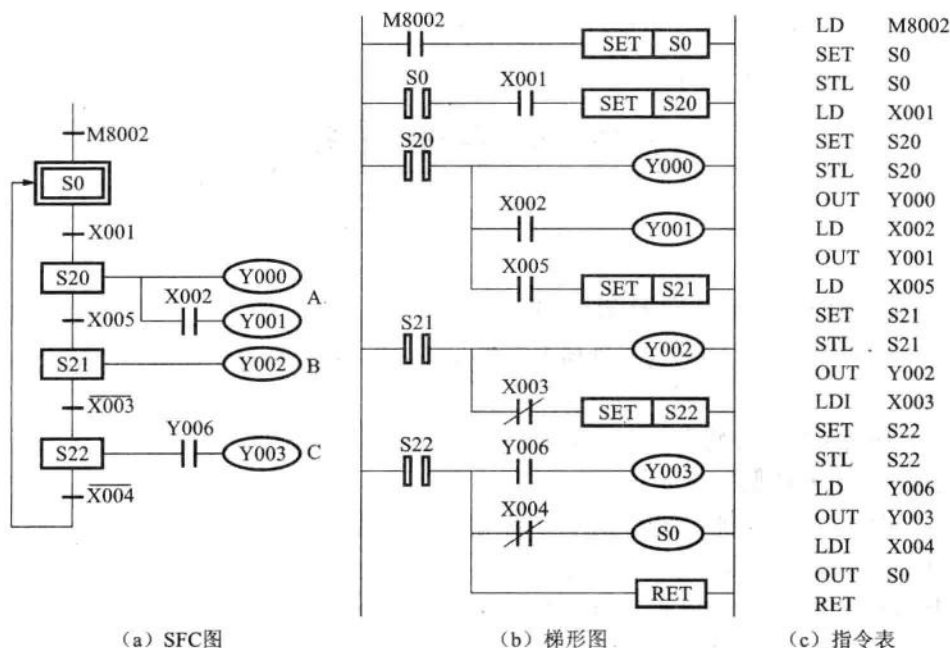 M8002
S0
X001
S20
Y000
X002
A
Y001
X005
S21
Y002
B
X003
S22
Y006
Y003
C
X004
（a）SFC图
M8002
SET S0
S0
X001
SET S20
S20
Y000
X002
Y001
X005
SET S21
S21
Y002
X003
SET S22
S22
Y006
Y003
X004
S0
RET
（b）梯形图
LD M8002
SET S0
STL S0
LD X001
SET S20
STL S20
OUT Y000
LD X002
OUT Y001
LD X005
SET S21
STL S21
OUT Y002
LDI X003
SET S22
STL S22
LD Y006
OUT Y003
LDI X004
OUT S0
RET
（c）指令表